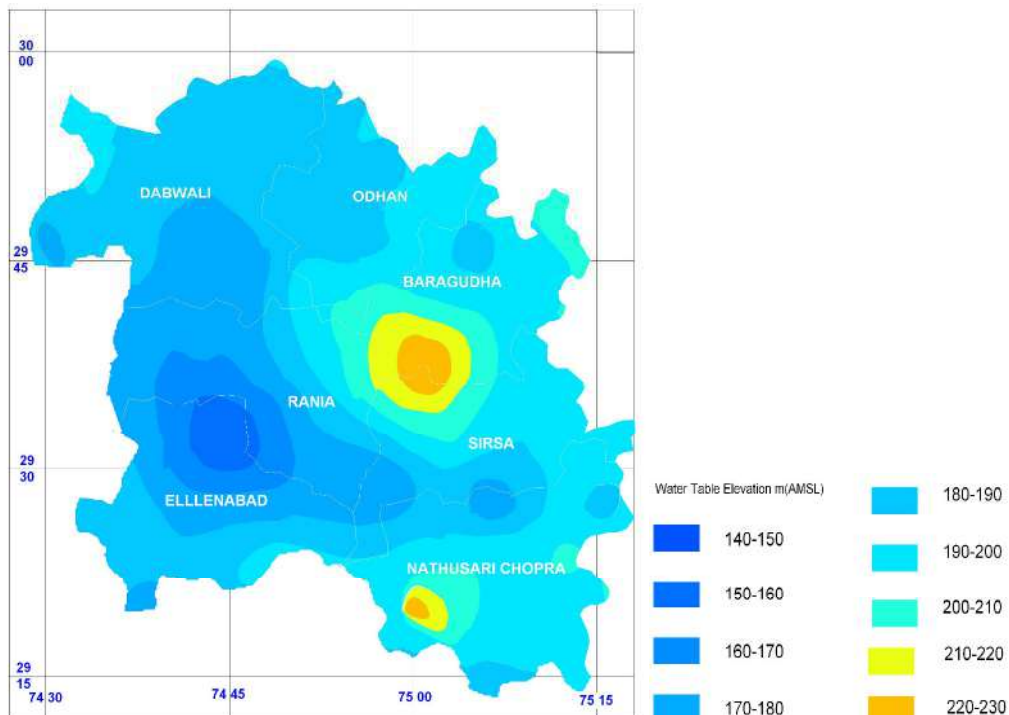 30
00
DABWALI
ODHAN
29
45
BARAGUDHA
RANIA
SIRSA
29
30
ELLLENABAD
NATHUSARI CHOPRA
29
15
74 30
74 45
75 00
75 15
Water Table Elevation m(AMSL)
140-150
150-160
160-170
170-180
180-190
190-200
200-210
210-220
220-230